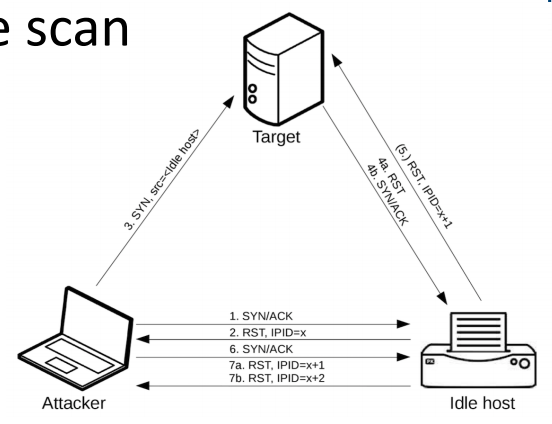 e scan
Target
3. SYN, src=<Idle host>
4a. RST
4b. SYN/ACK
(5.) RST, IPID=x+1
1. SYN/ACK
2. RST, IPID=x
6. SYN/ACK
7a. RST, IPID=x+1
7b. RST, IPID=x+2
Attacker
Idle host